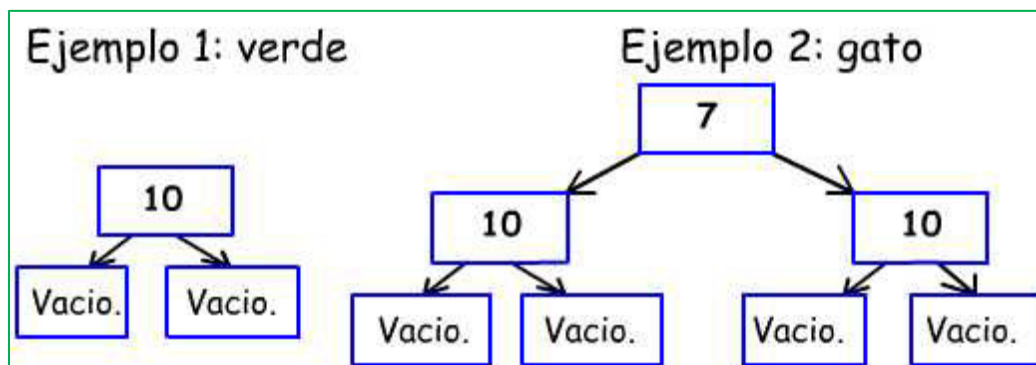 Ejemplo 1: verde
Ejemplo 2: gato
7
10
10
10
Vacio.
Vacio.
Vacio.
Vacio.
Vacio.
Vacio.